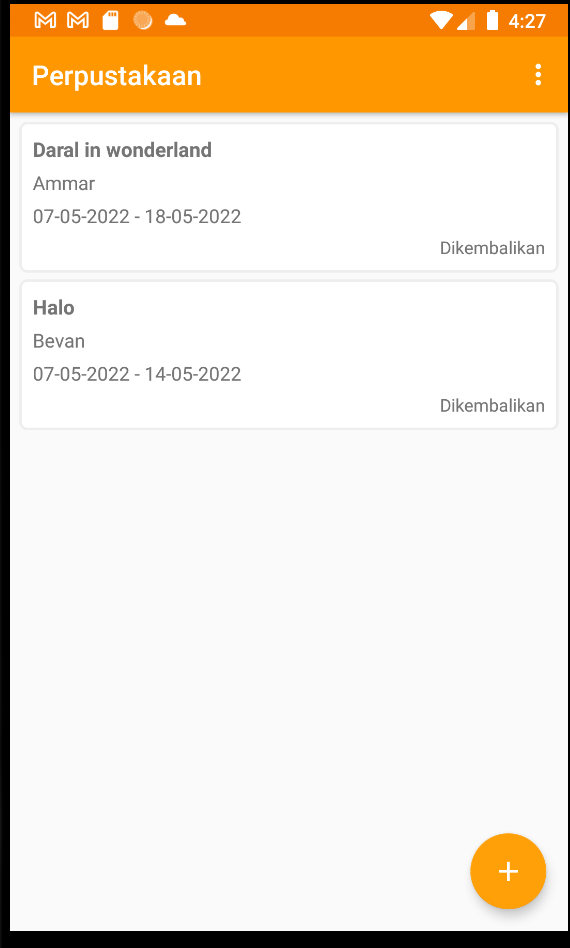 4:27
Perpustakaan
Daral in wonderland
Ammar
07-05-2022 - 18-05-2022
Dikembalikan
Halo
Bevan
07-05-2022 - 14-05-2022
Dikembalikan